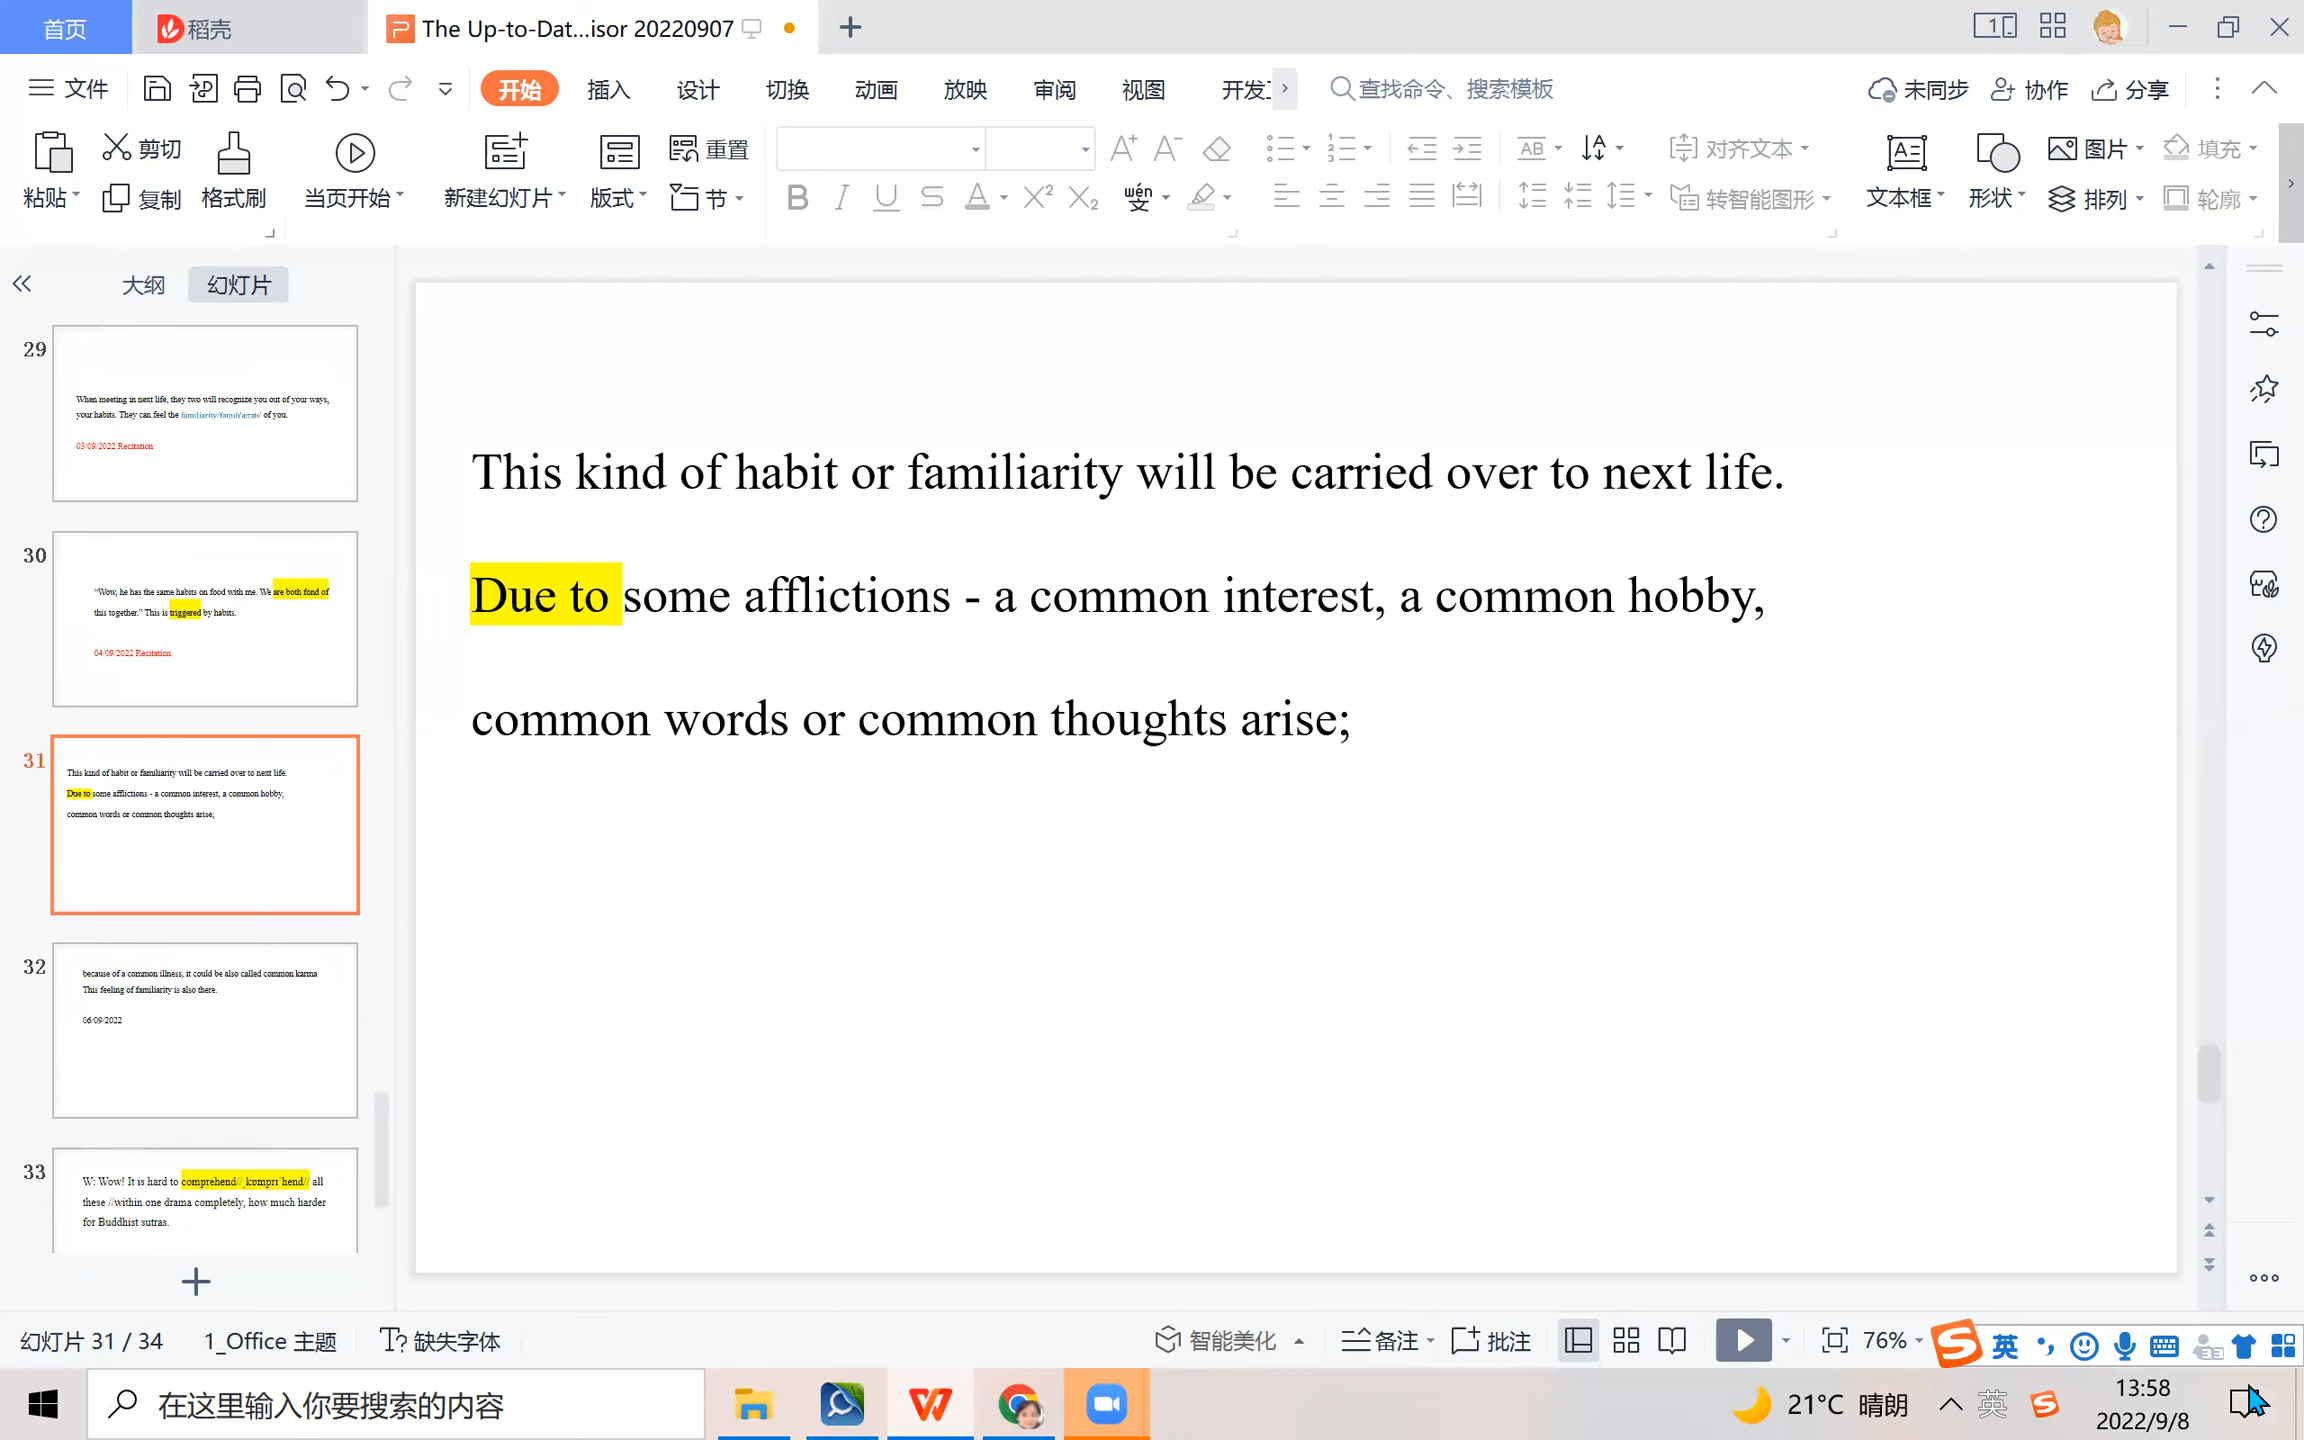 首页
稻壳
The Up-to-Dat...isor 20220907
文件
开始
插入
设计
切换
动画
放映
审阅
视图
查找命令、搜索模板
未同步
协作
分享
粘贴
剪切
复制
格式刷
当页开始
新建幻灯片
版式
重置
节
对齐文本
转智能图形
文本框
形状
图片
排列
填充
轮廓
大纲
幻灯片
29
When meeting in next life, they two will recognize you out of your ways,
your habits. They can feel the familiarity of you.
03/09/2022 Recitation
30
“Wow, he has the same habits on food with me. We are both fond of
this together.” This is triggered by habits.
04/09/2022 Recitation
31
This kind of habit or familiarity will be carried over to next life.
Due to some afflictions - a common interest, a common hobby,
common words or common thoughts arise;
32
because of a common illness, it could be also called common karma
This feeling of familiarity is also there.
06/09/2022
33
W: Wow! It is hard to comprehend//ˌkɒmprɪˈhend// all
these //within one drama completely, how much harder
for Buddhist sutras.
This kind of habit or familiarity will be carried over to next life.
Due to some afflictions - a common interest, a common hobby,
common words or common thoughts arise;
幻灯片 31 / 34
1_Office 主题
缺失字体
智能美化
备注
批注
76%
英
在这里输入你要搜索的内容
21°C 晴朗
英
13:58
2022/9/8